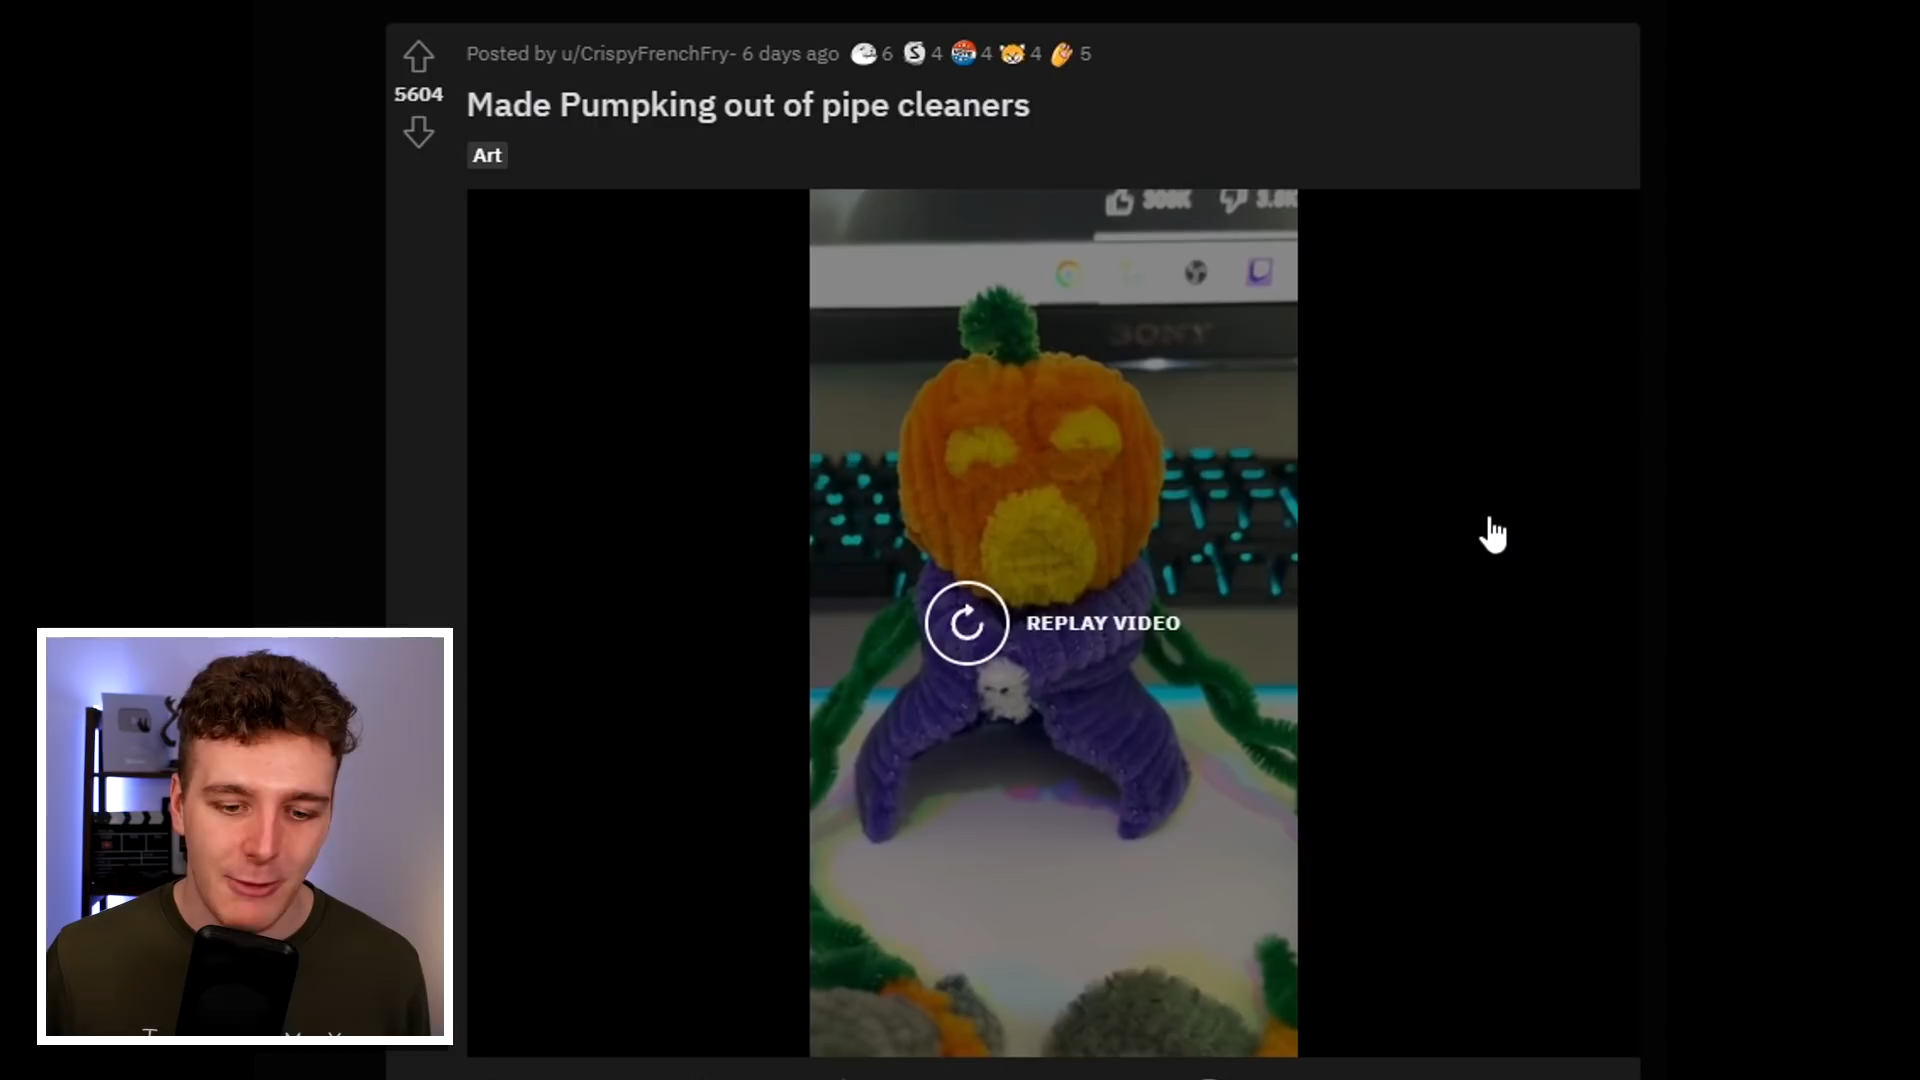 Posted by u/CrispyFrenchFry- 6 days ago 6 4 4 4 5
5604
Made Pumpking out of pipe cleaners
Art
SONY
REPLAY VIDEO